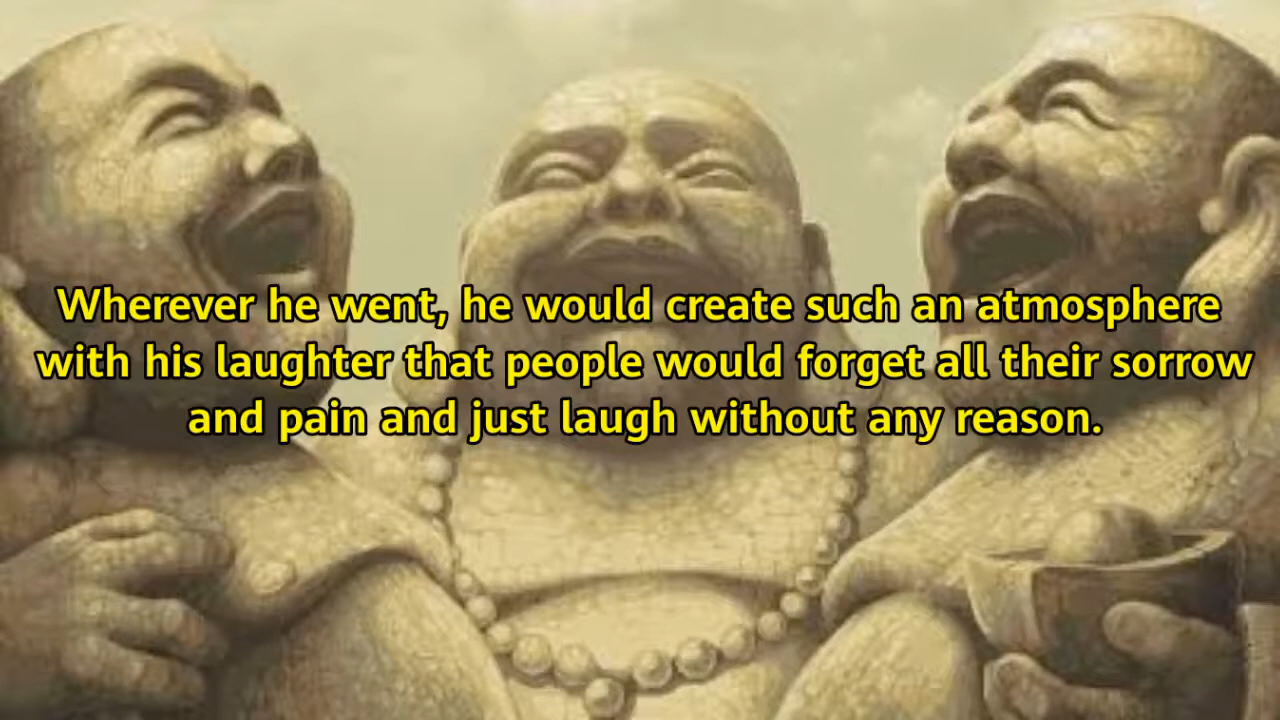 Wherever he went, he would create such an atmosphere
with his laughter that people would forget all their sorrow
and pain and just laugh without any reason.